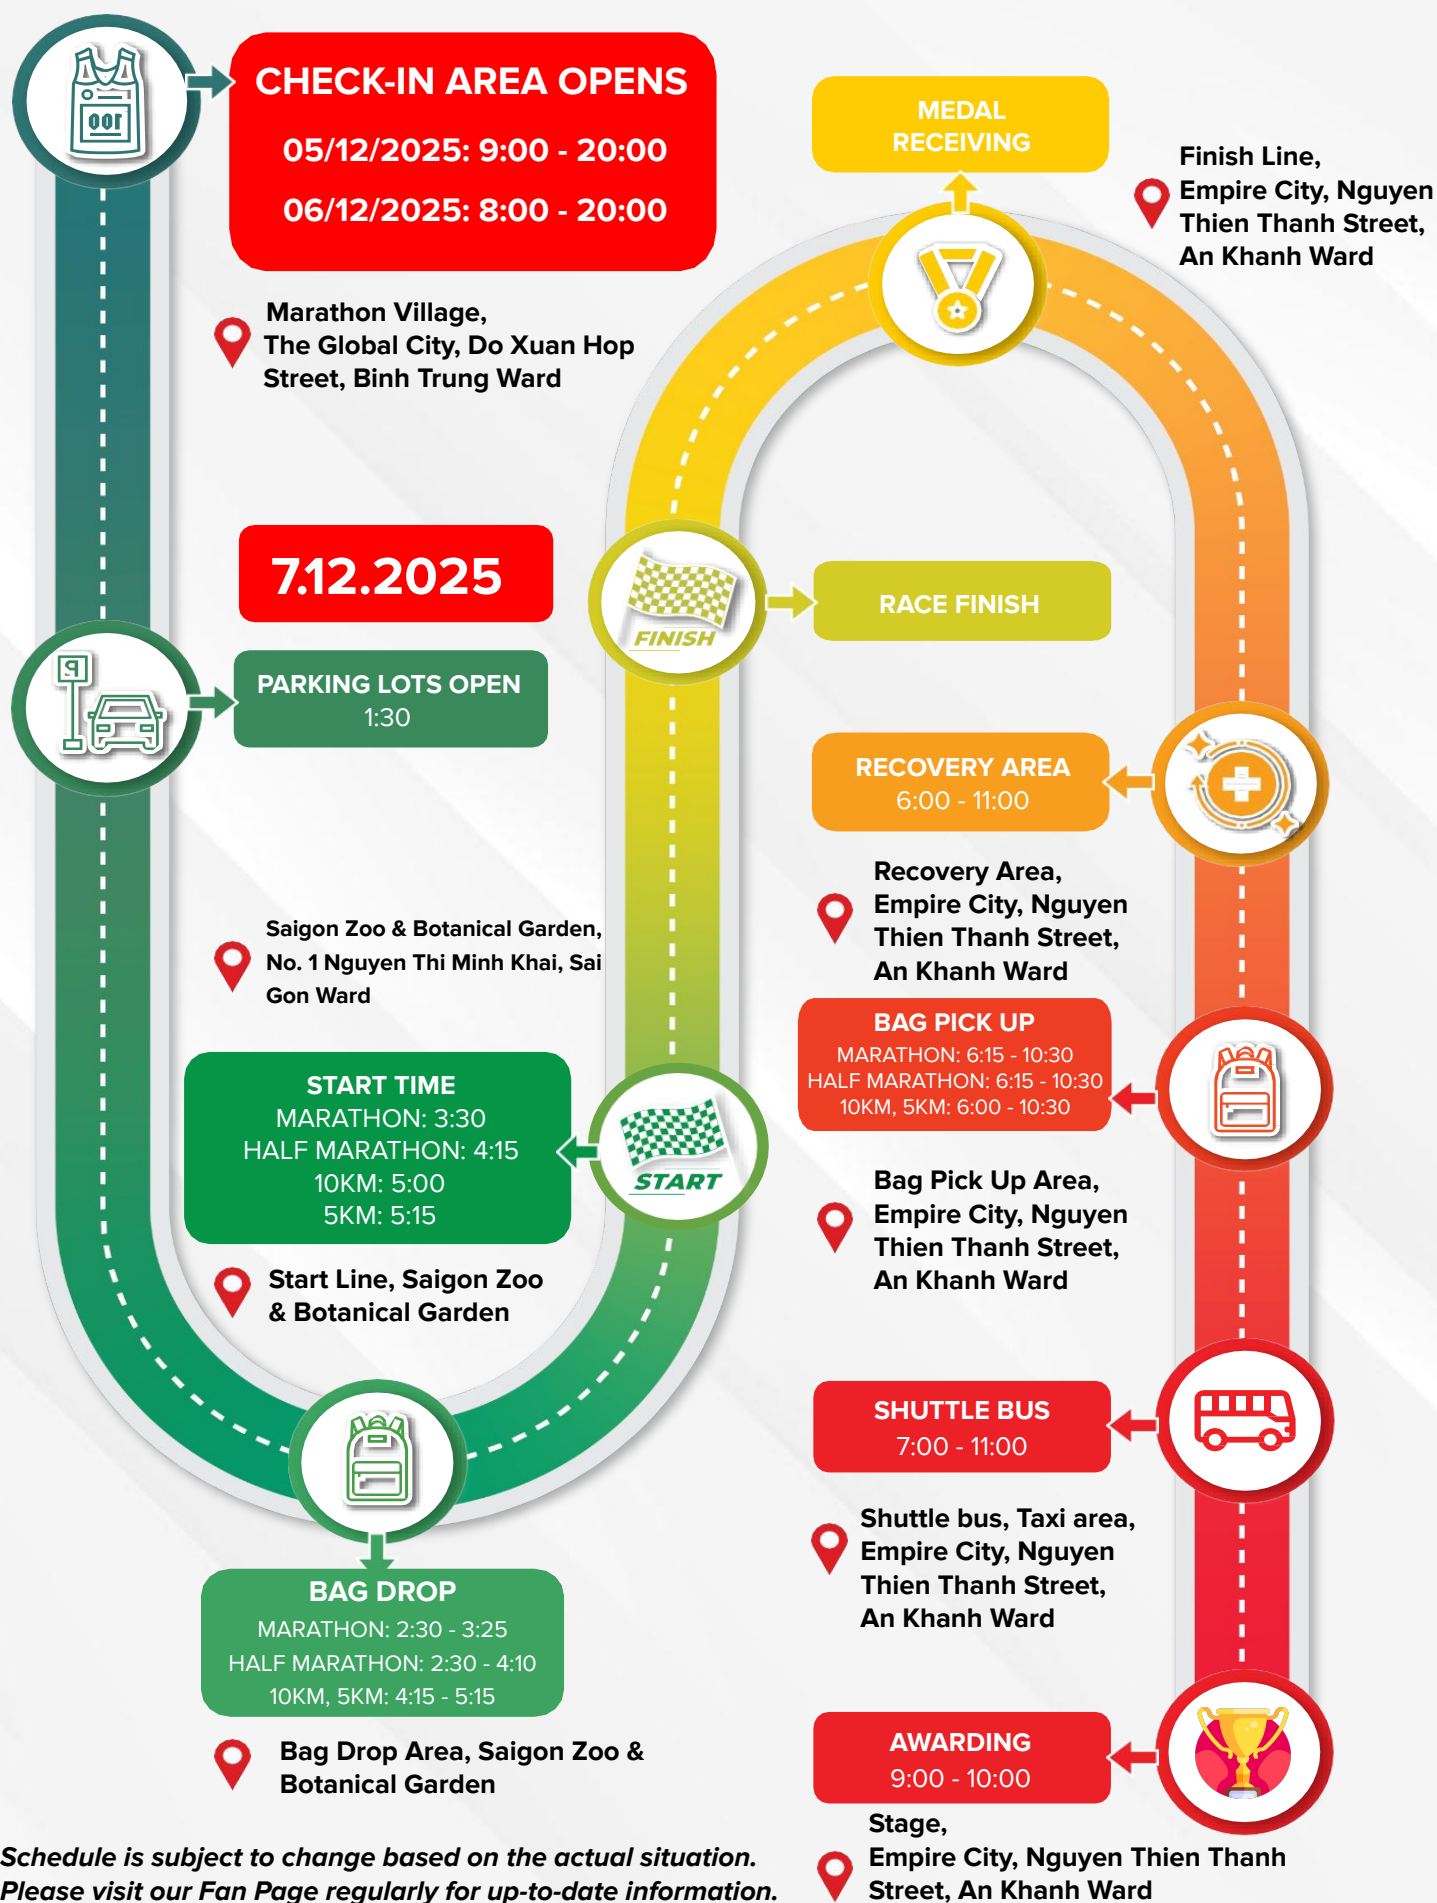 CHECK-IN AREA OPENS
05/12/2025: 9:00 - 20:00
06/12/2025: 8:00 - 20:00
Marathon Village,
The Global City, Do Xuan Hop
Street, Binh Trung Ward
7.12.2025
PARKING LOTS OPEN
1:30
Saigon Zoo & Botanical Garden,
No. 1 Nguyen Thi Minh Khai, Sai
Gon Ward
BAG DROP
MARATHON: 2:30 - 3:25
HALF MARATHON: 2:30 - 4:10
10KM, 5KM: 4:15 - 5:15
Bag Drop Area, Saigon Zoo &
Botanical Garden
START
START TIME
MARATHON: 3:30
HALF MARATHON: 4:15
10KM: 5:00
5KM: 5:15
Start Line, Saigon Zoo
& Botanical Garden
FINISH
RACE FINISH
MEDAL
RECEIVING
Finish Line,
Empire City, Nguyen
Thien Thanh Street,
An Khanh Ward
RECOVERY AREA
6:00 - 11:00
Recovery Area,
Empire City, Nguyen
Thien Thanh Street,
An Khanh Ward
BAG PICK UP
MARATHON: 6:15 - 10:30
HALF MARATHON: 6:15 - 10:30
10KM, 5KM: 6:00 - 10:30
Bag Pick Up Area,
Empire City, Nguyen
Thien Thanh Street,
An Khanh Ward
SHUTTLE BUS
7:00 - 11:00
Shuttle bus, Taxi area,
Empire City, Nguyen
Thien Thanh Street,
An Khanh Ward
AWARDING
9:00 - 10:00
Stage,
Empire City, Nguyen Thien Thanh
Street, An Khanh Ward
Schedule is subject to change based on the actual situation.
Please visit our Fan Page regularly for up-to-date information.